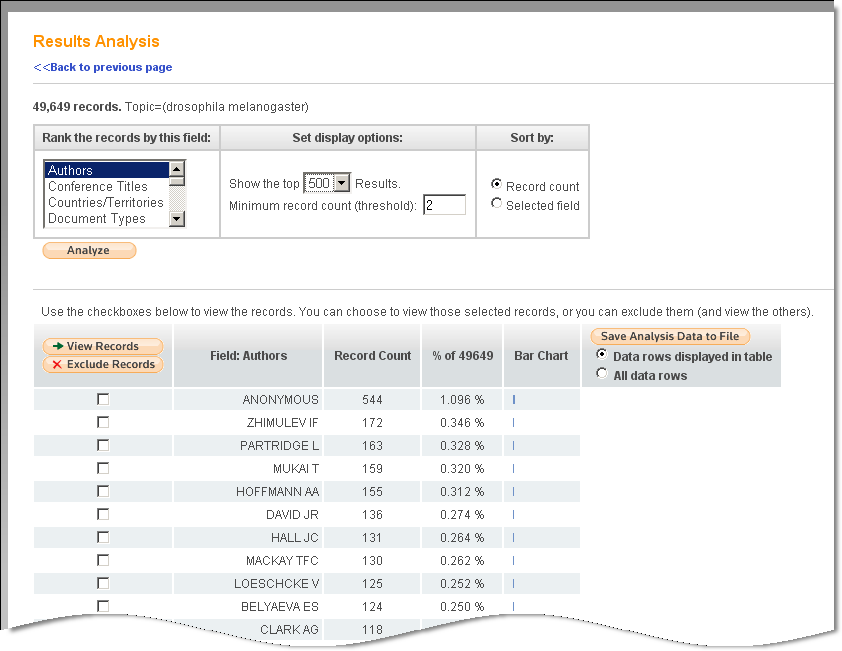 Results Analysis
<<Back to previous page
49,649 records. Topic=(drosophila melanogaster)
Rank the records by this field: Set display options: Sort by:
Authors
Conference Titles
Countries/Territories
Document Types
Show the top 500 Results.
Minimum record count (threshold): 2
Record count
Selected field
Analyze
Use the checkboxes below to view the records. You can choose to view those selected records, or you can exclude them (and view the others).
View Records
Exclude Records
Field: Authors Record Count % of 49649 Bar Chart
Save Analysis Data to File
Data rows displayed in table
All data rows
ANONYMOUS 544 1.096 %
ZHIMULEV IF 172 0.346 %
PARTRIDGE L 163 0.328 %
MUKAI T 159 0.320 %
HOFFMANN AA 155 0.312 %
DAVID JR 136 0.274 %
HALL JC 131 0.264 %
MACKAY TFC 130 0.262 %
LOESCHCKE V 125 0.252 %
BELYAEVA ES 124 0.250 %
CLARK AG 118